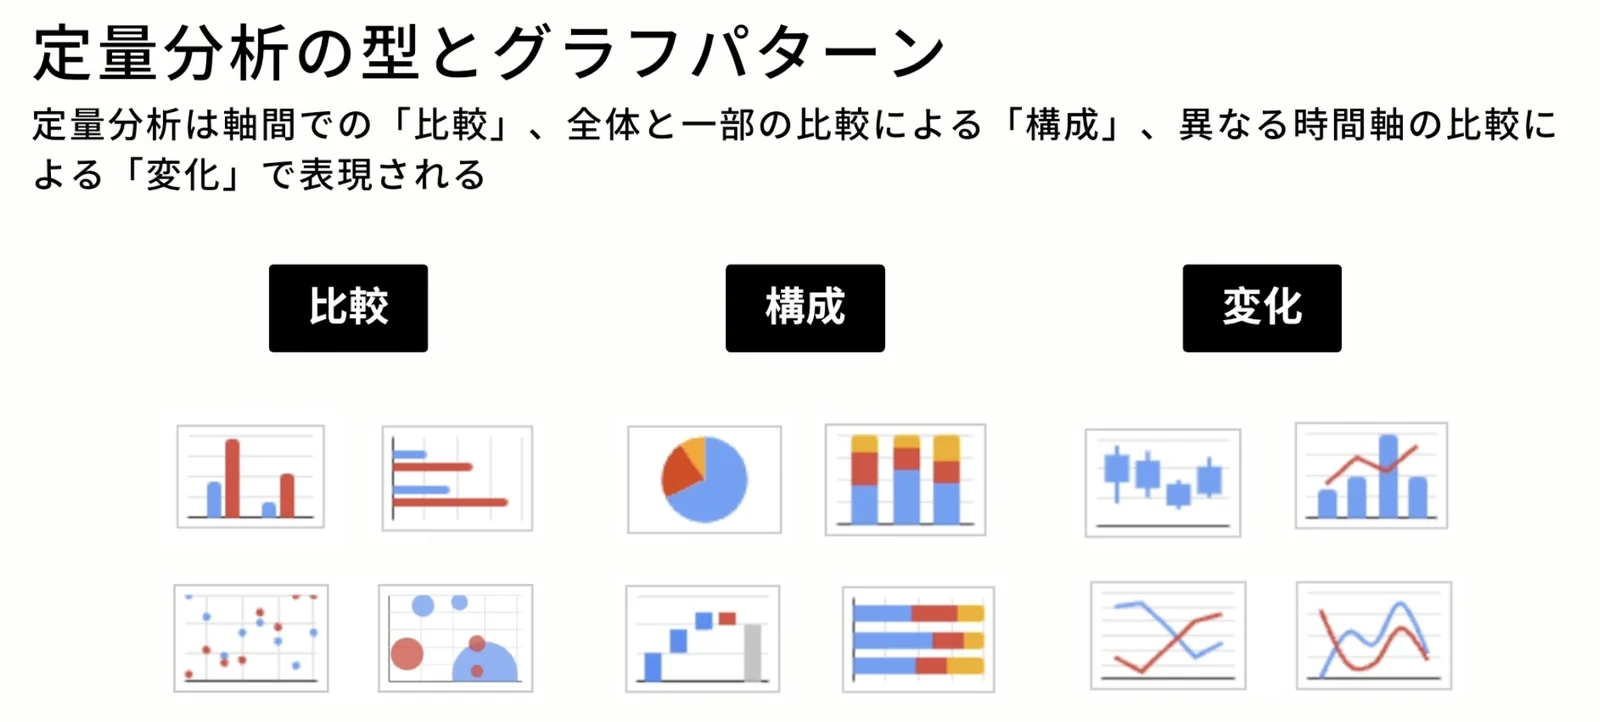 定量分析の型とグラフパターン
定量分析は軸間での「比較」、全体と一部の比較による「構成」、異なる時間軸の比較に
よる「変化」で表現される
比較
構成
変化